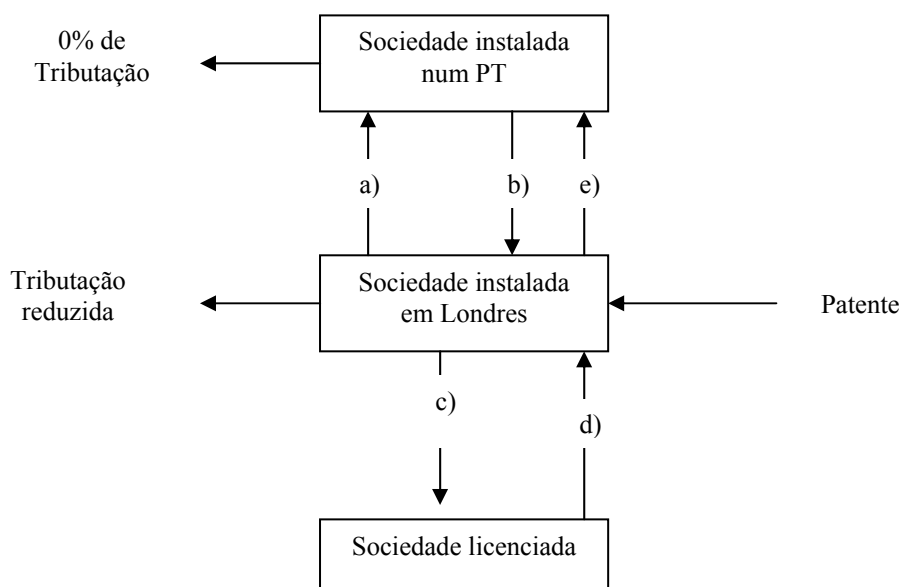 0% de
Tributação
Sociedade instalada
num PT
a)
b)
e)
Tributação
reduzida
Sociedade instalada
em Londres
Patente
c)
d)
Sociedade licenciada